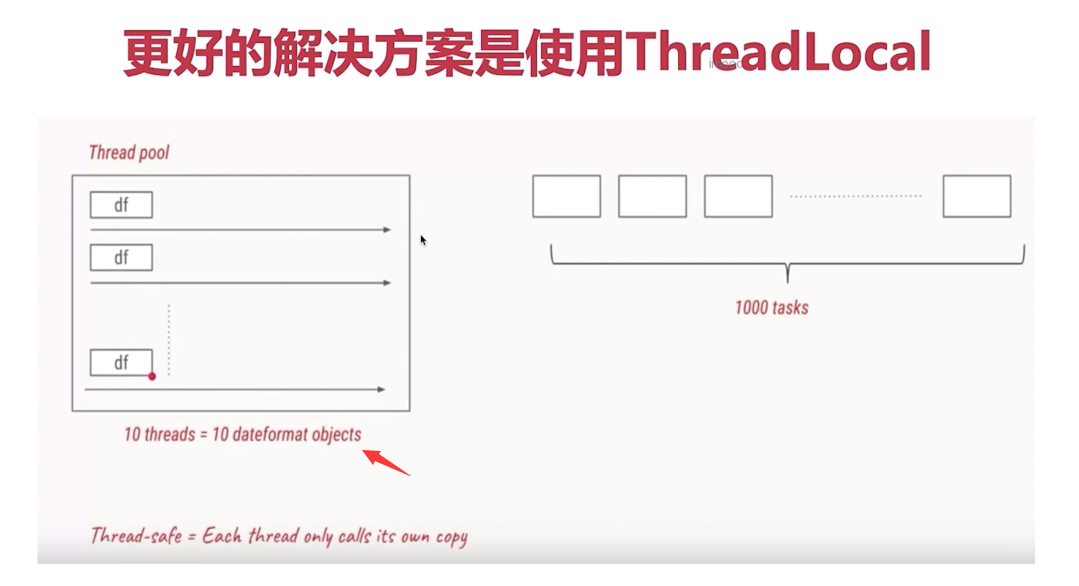 更好的解决方案是使用ThreadLocal
Thread pool
df
df
df
1000 tasks
10 threads = 10 dateformat objects
Thread-safe = Each thread only calls its own copy